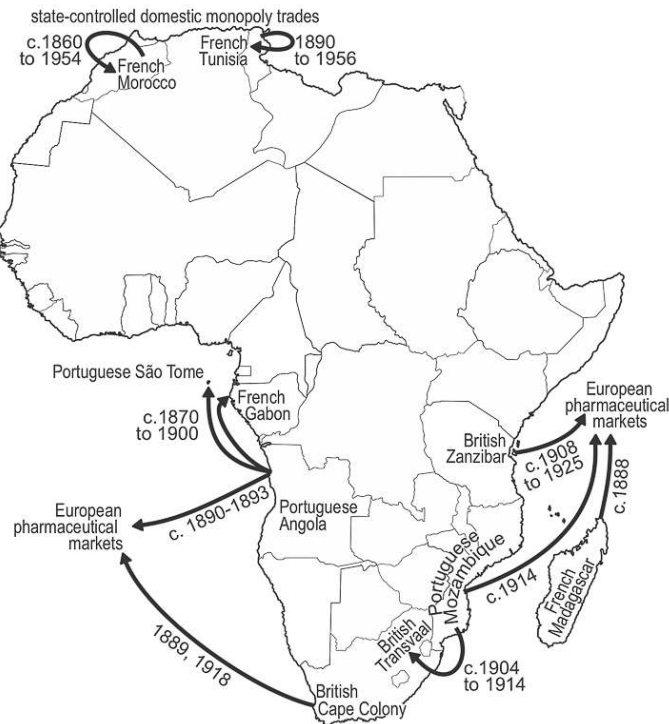 state-controlled domestic monopoly trades
c.1860
to 1954
French
Morocco
French
Tunisia
1890
to 1956
Portuguese São Tome
French
Gabon
c.1870
to 1900
European
pharmaceutical
markets
British
Zanzibar
c.1908
to 1925
c.1888
European
pharmaceutical
markets
c. 1890-1893
Portuguese
Angola
Portuguese
Mozambique
c.1914
French
Madagascar
British
Transvaal
1889, 1918
c.1904
to 1914
British
Cape Colony